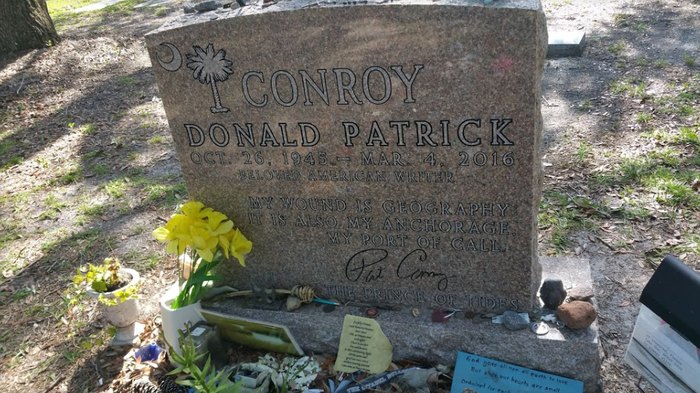 CONROY
DONALD PATRICK
OCT. 26, 1945 — MAR. 4, 2016
BELOVED AMERICAN WRITER
MY WOUND IS GEOGRAPHY
IT IS ALSO MY ANCHORAGE,
MY PORT OF CALL.
Pat Conroy
THE PRINCE OF TIDES